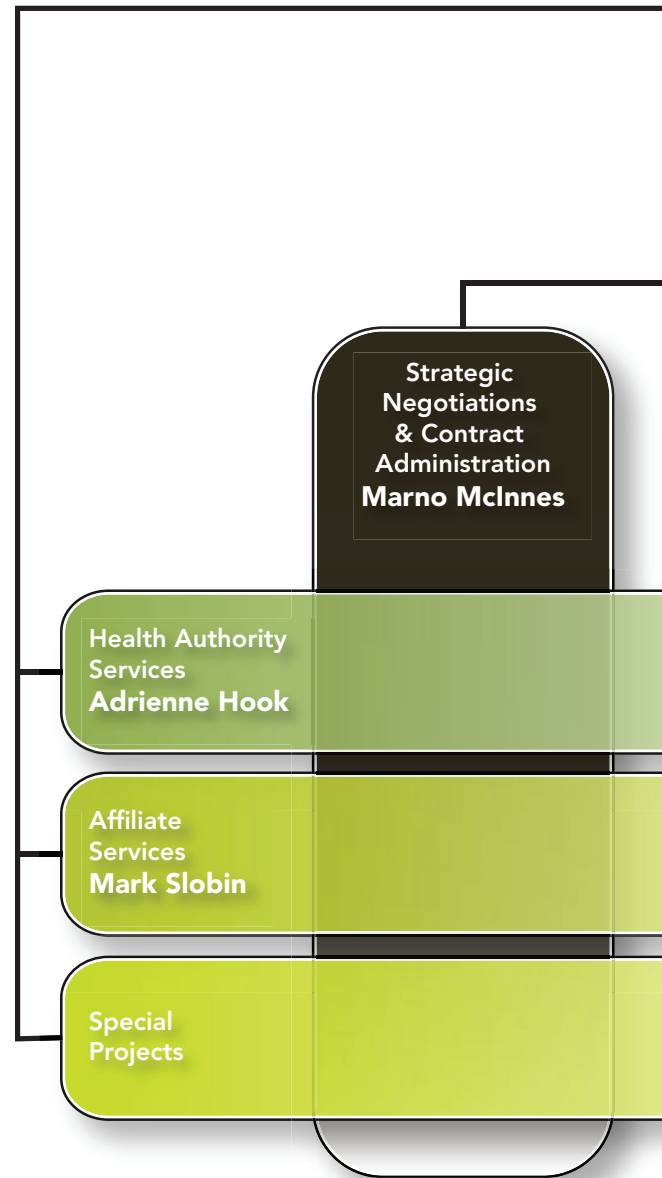 Strategic
Negotiations
& Contract
Administration
Marno McInnes
Health Authority
Services
Adrienne Hook
Affiliate
Services
Mark Slobin
Special
Projects